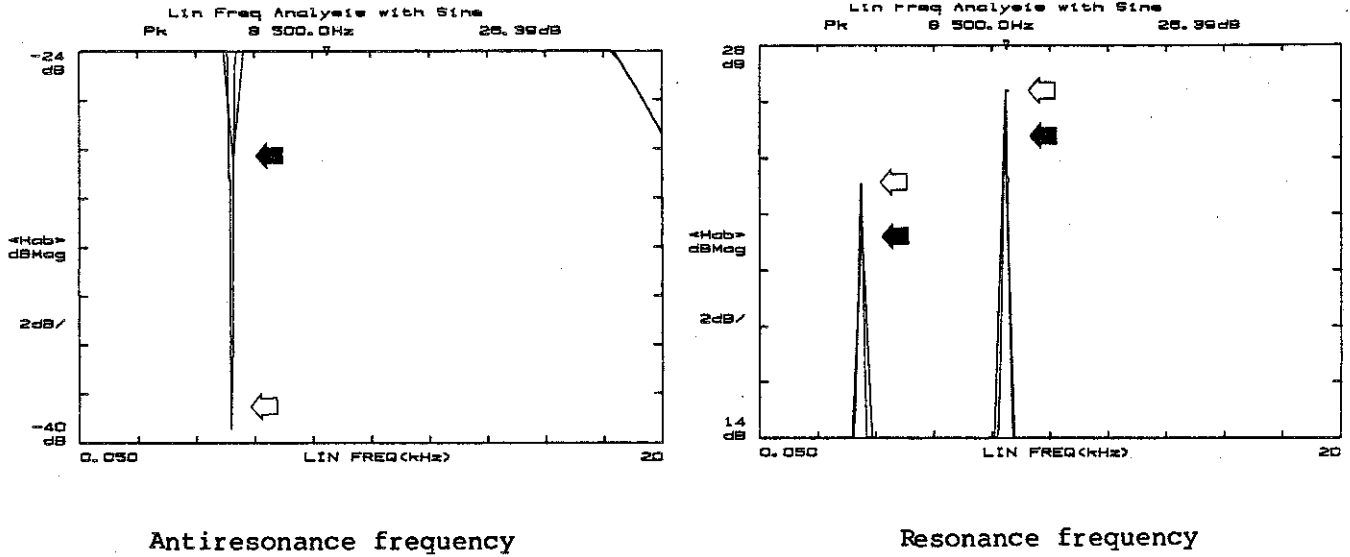 Lin Freq Analysis with Sine
Pk 8 500.0Hz 26.39dB
-24
dB
<Hab>
dBMag
2dB/
-40
dB
0.050 LIN FREQ(kHz) 20
Antiresonance frequency
Lin Freq Analysis with Sine
Pk 8 500.0Hz 26.39dB
28
dB
<Hab>
dBMag
2dB/
14
dB
0.050 LIN FREQ(kHz) 20
Resonance frequency